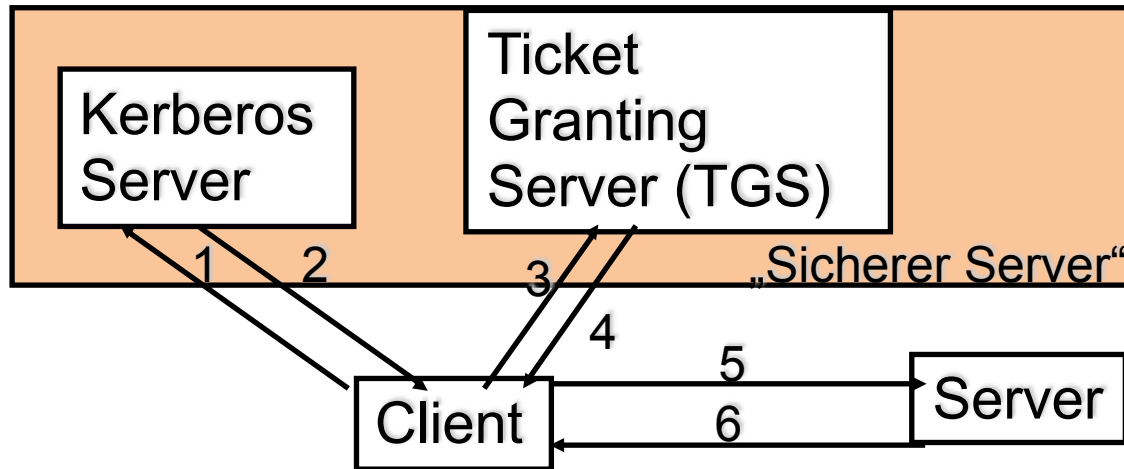 Kerberos
Server
Ticket
Granting
Server (TGS)
1
2
3
„Sicherer Server“
4
5
Client
6
Server